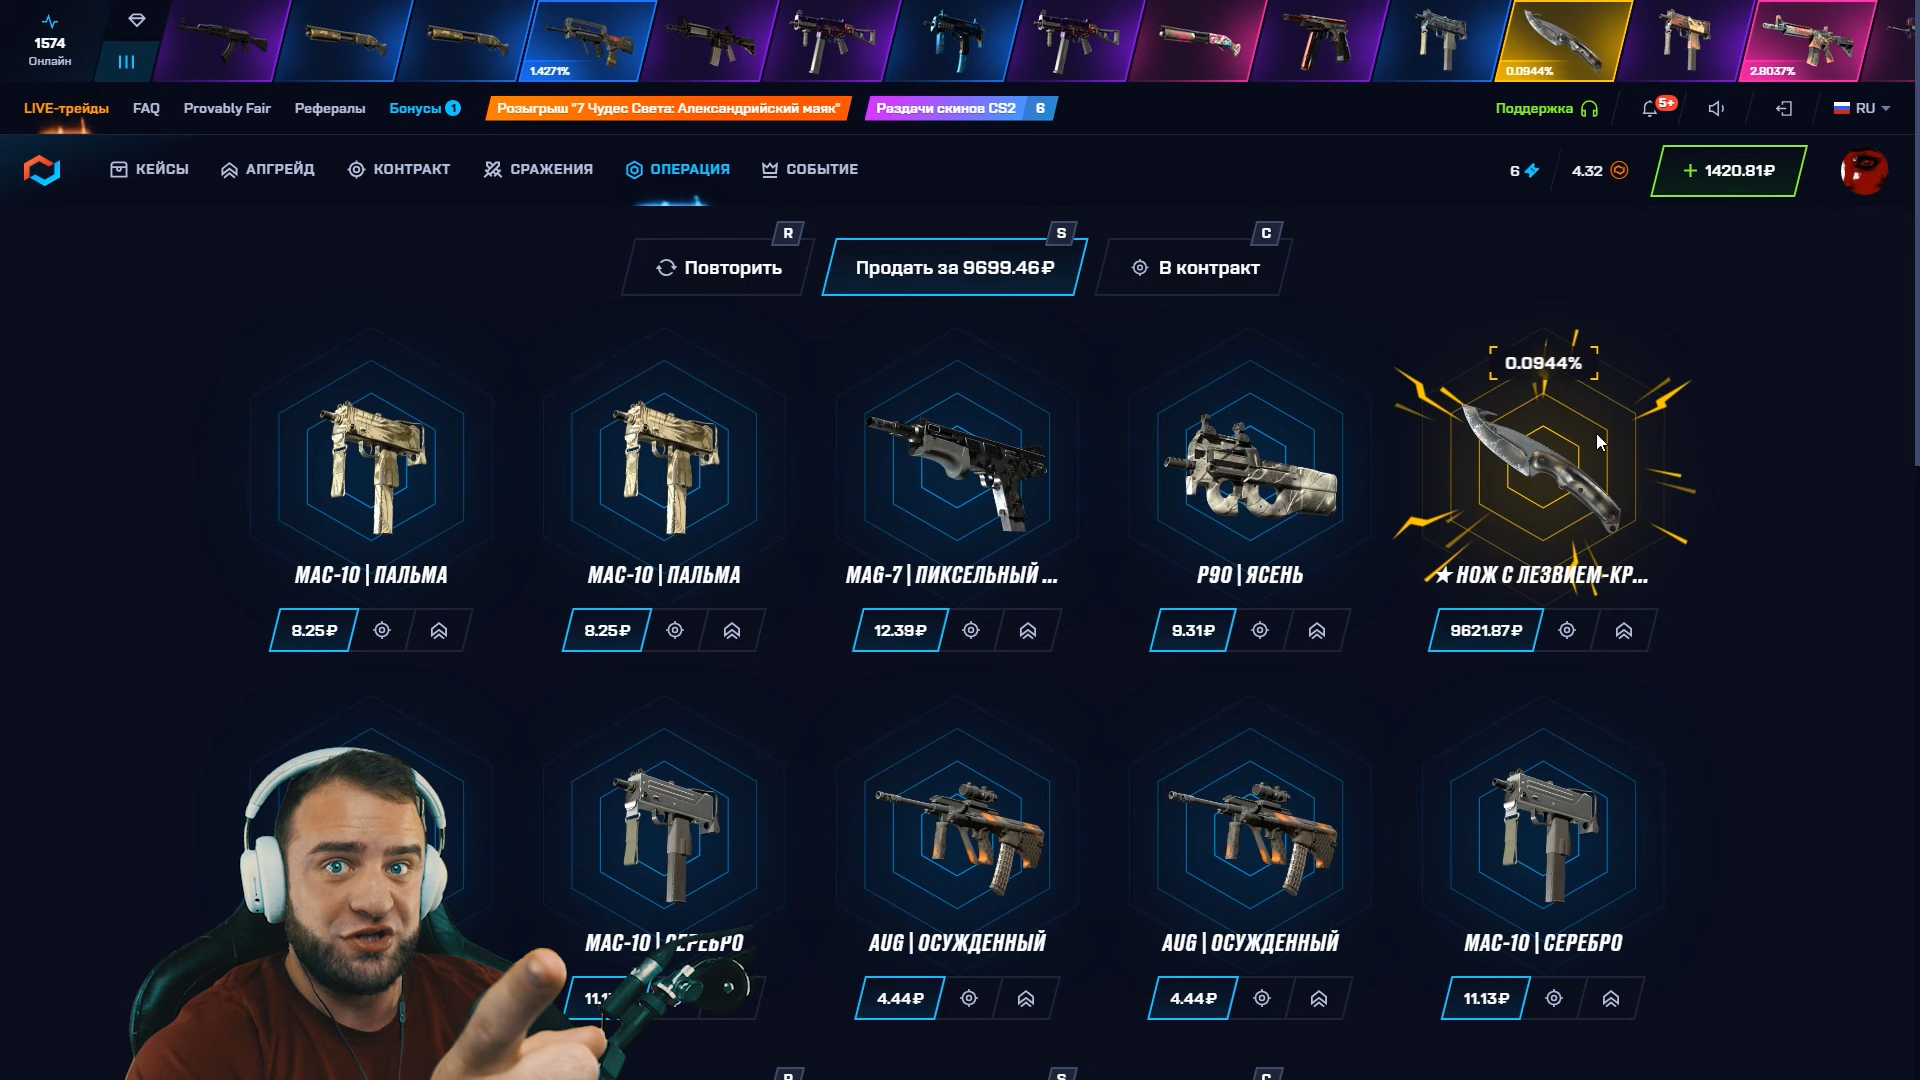 1574
Онлайн
1.4271%
0.0944%
2.8037%
LIVE-трейды
FAQ
Provably Fair
Рефералы
Бонусы 1
Розыгрыш "7 Чудес Света: Александрийский маяк"
Раздачи скинов CS2 6
Поддержка
5+
RU
КЕЙСЫ
АПГРЕЙД
КОНТРАКТ
СРАЖЕНИЯ
ОПЕРАЦИЯ
СОБЫТИЕ
6
4.32
+ 1420.81₽
R
S
C
Повторить
Продать за 9699.46₽
В контракт
0.0944%
MAC-10 | ПАЛЬМА
MAC-10 | ПАЛЬМА
MAG-7 | ПИКСЕЛЬНЫЙ ...
P90 | ЯСЕНЬ
★ НОЖ С ЛЕЗВИЕМ-КР...
8.25₽
8.25₽
12.39₽
9.31₽
9621.87₽
MAC-10 | СЕРЕБРО
AUG | ОСУЖДЕННЫЙ
AUG | ОСУЖДЕННЫЙ
MAC-10 | СЕРЕБРО
4.44₽
4.44₽
11.13₽
R
S
C